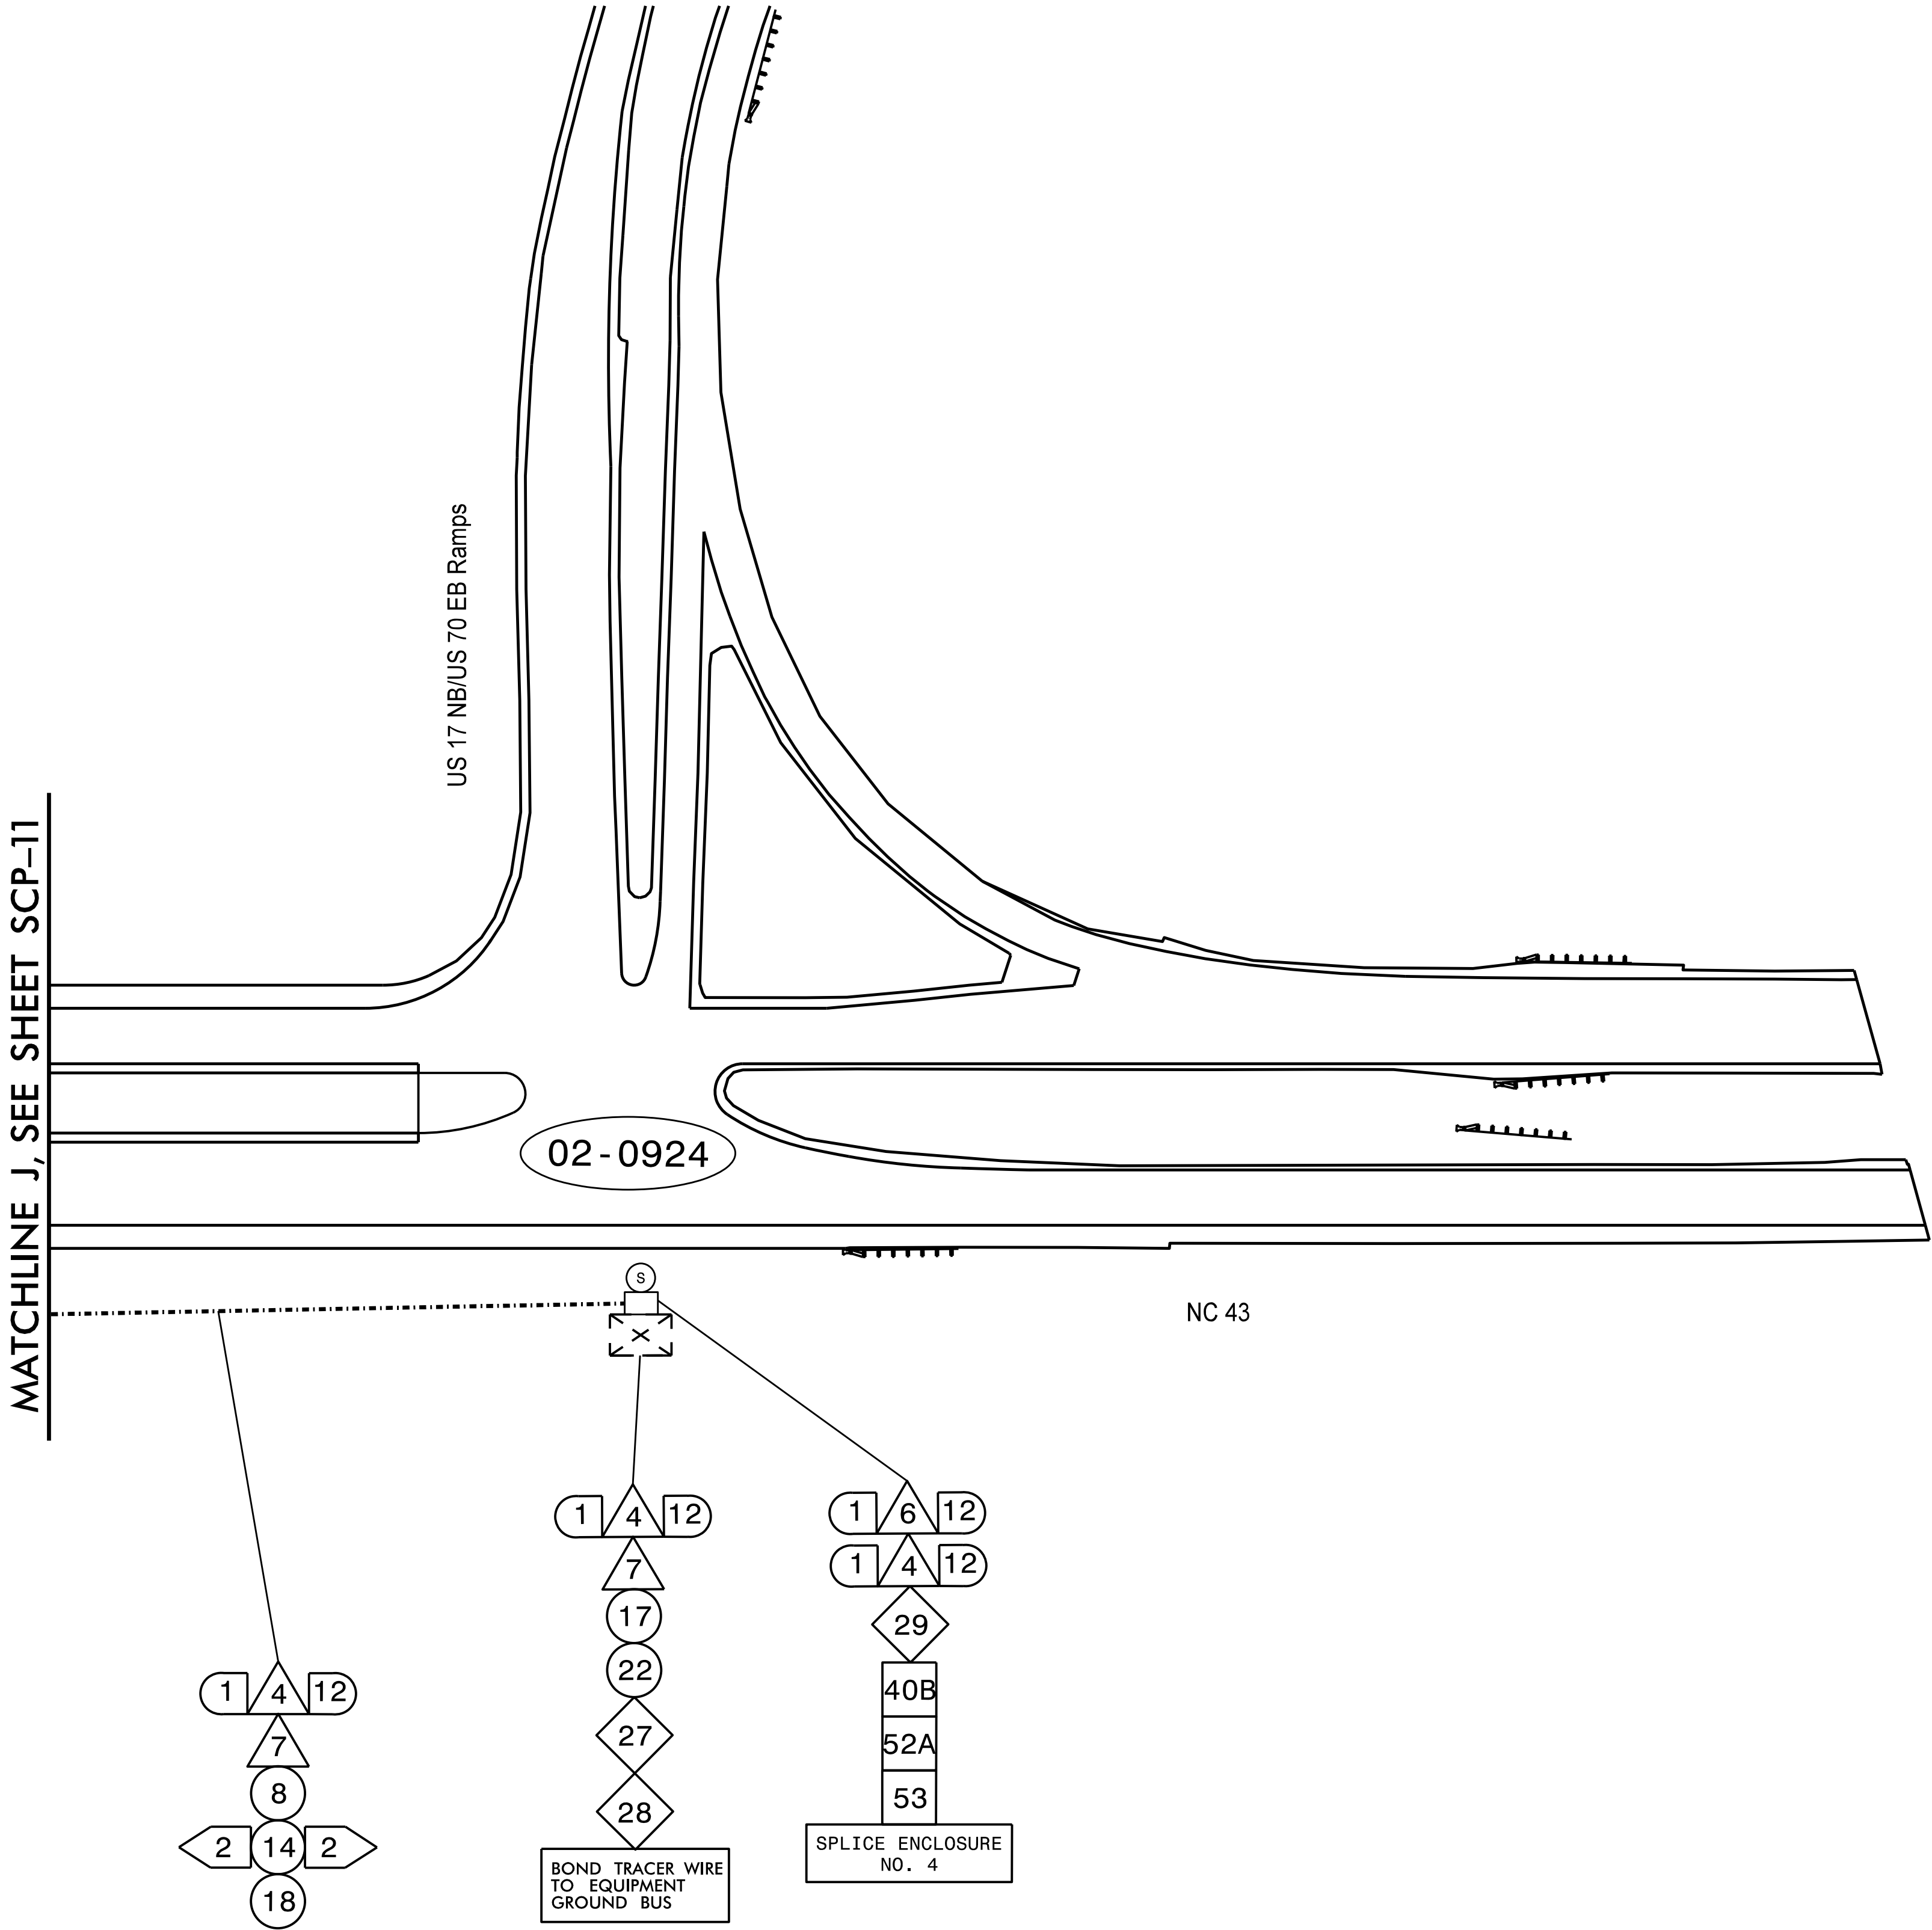 US 17 NB/US 70 EB Ramps
MATCHLINE J, SEE SHEET SCP-11
02-0924
S
NC 43
1 4 12
7
8
2 14 2
18
1 4 12
7
17
22
27
28
BOND TRACER WIRE
TO EQUIPMENT
GROUND BUS
1 6 12
1 4 12
29
40B
52A
53
SPLICE ENCLOSURE
NO. 4